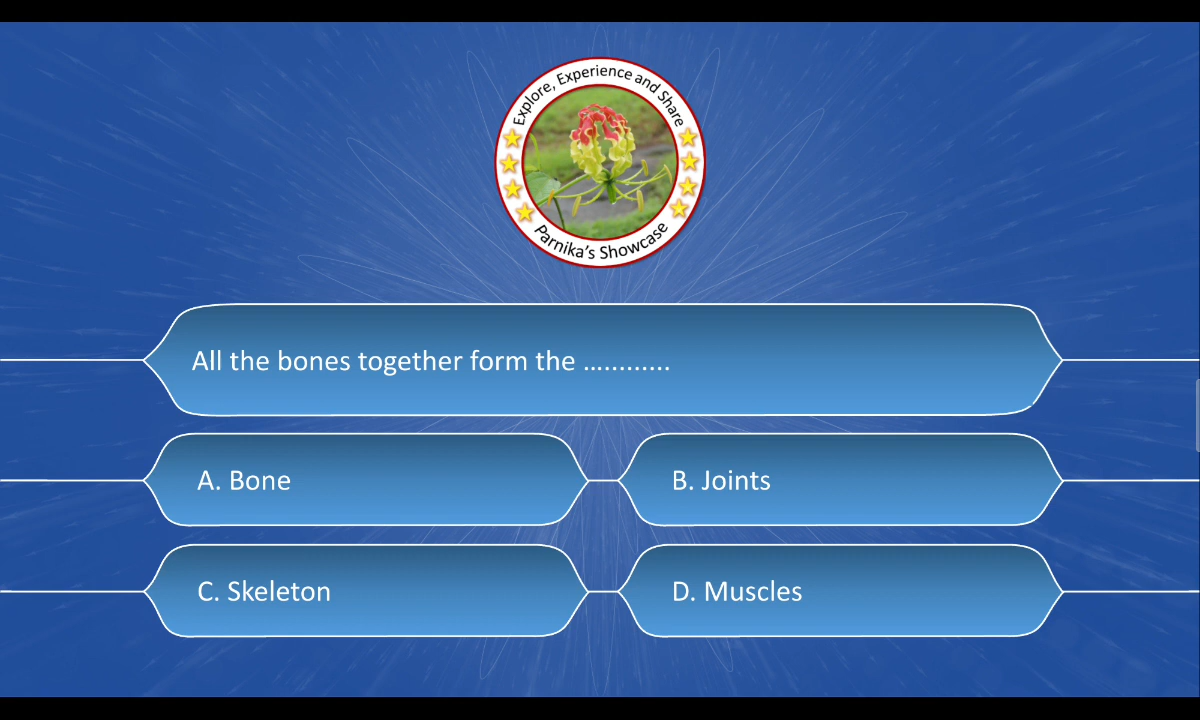 Explore, Experience and Share
Parnika's Showcase
All the bones together form the ............
A. Bone
B. Joints
C. Skeleton
D. Muscles